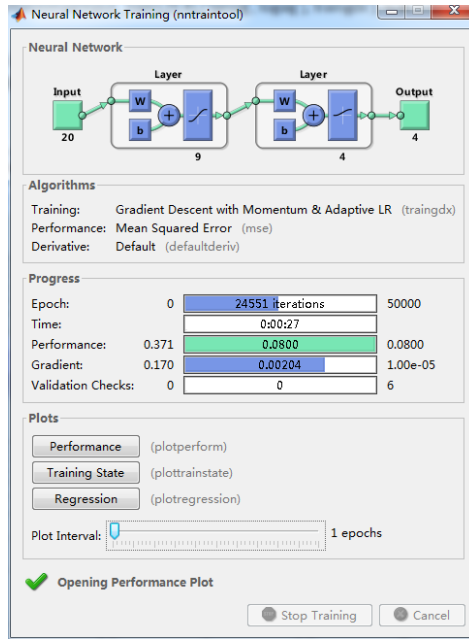 Neural Network Training (nntraintool)
Neural Network
Layer Layer
Input Output
W W
b b
20 4
9 4
Algorithms
Training: Gradient Descent with Momentum & Adaptive LR (traingdx)
Performance: Mean Squared Error (mse)
Derivative: Default (defaultderiv)
Progress
Epoch: 0 24551 iterations 50000
Time: 0:00:27
Performance: 0.371 0.0800 0.0800
Gradient: 0.170 0.00204 1.00e-05
Validation Checks: 0 0 6
Plots
Performance (plotperform)
Training State (plottrainstate)
Regression (plotregression)
Plot Interval: 1 epochs
Opening Performance Plot
Stop Training Cancel